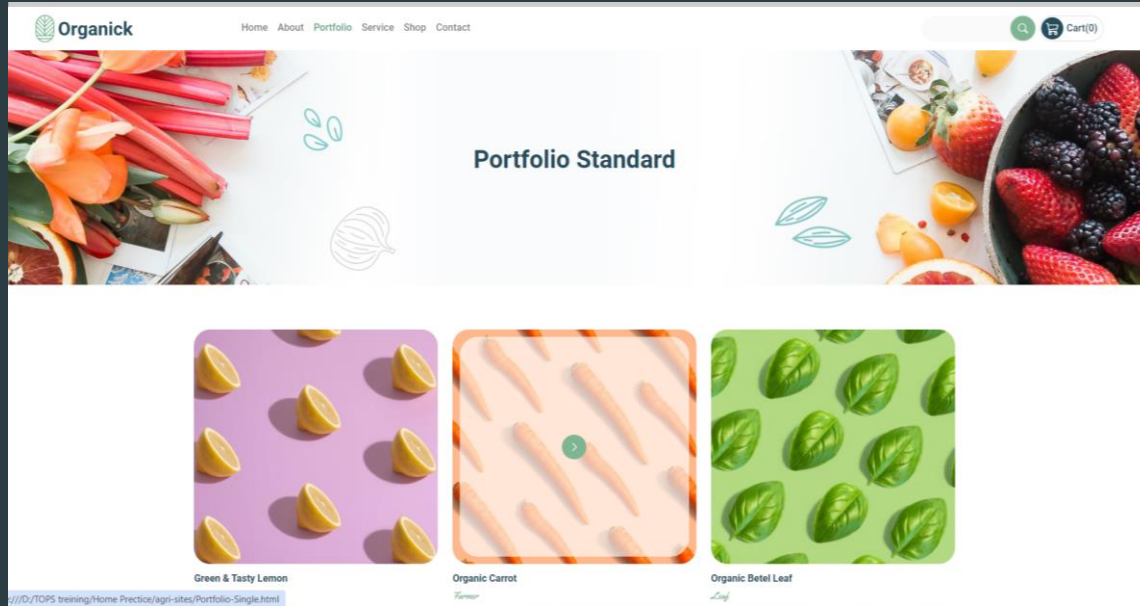 Organick
Home About Portfolio Service Shop Contact
Cart(0)
Portfolio Standard
Green & Tasty Lemon
Organic Carrot
Organic Betel Leaf
Farmer
Leaf
:///D:/TOPS treining/Home Prectice/agri-sites/Portfolio-Single.html